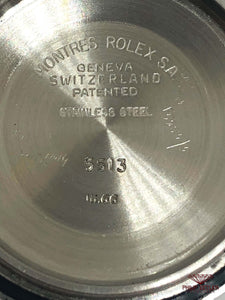 MONTRES ROLEX S.A
GENEVA
SWITZERLAND
PATENTED
STAINLESS STEEL
5513